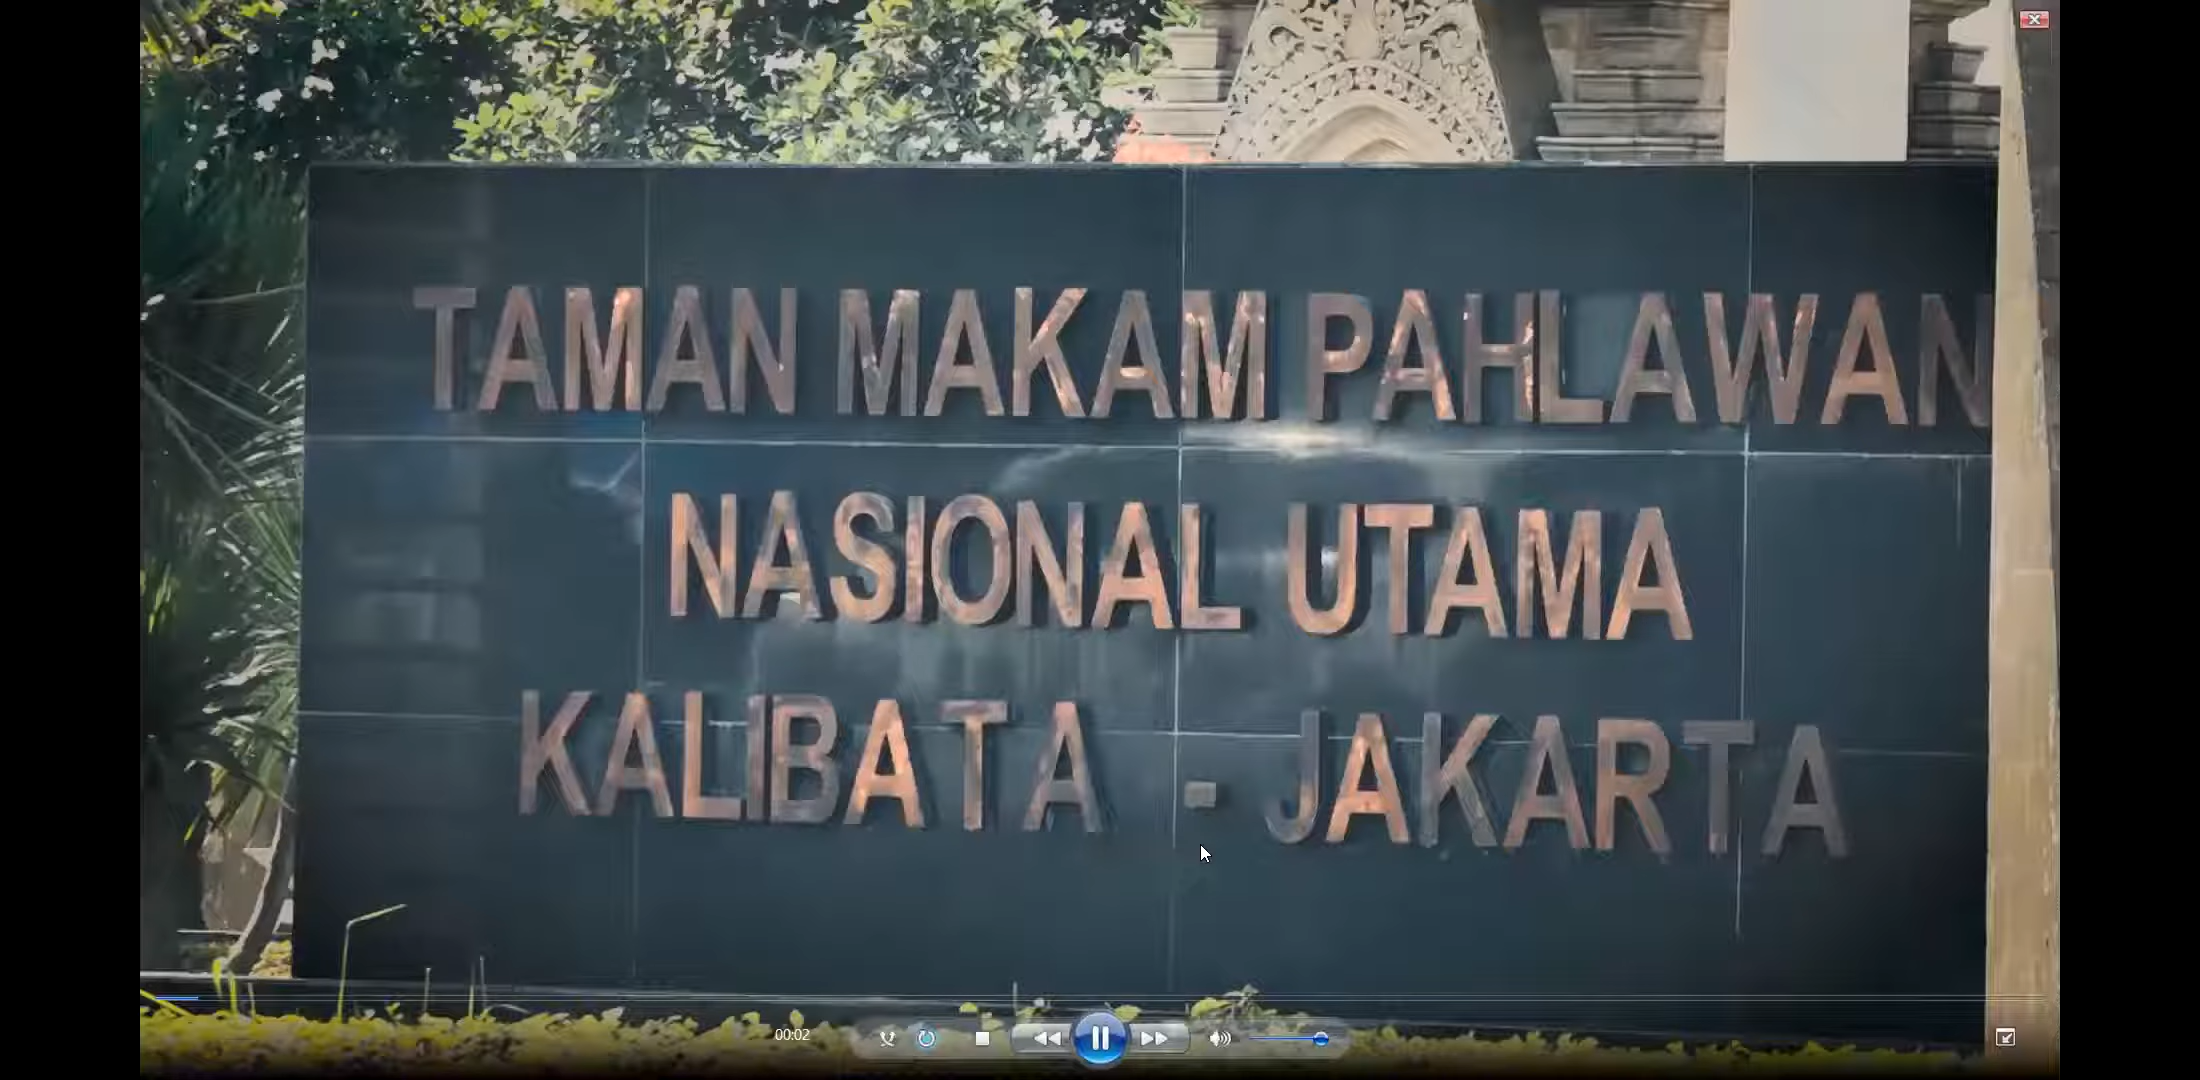 TAMAN MAKAM PAHLAWAN
NASIONAL UTAMA
KALIBATA - JAKARTA
00:02